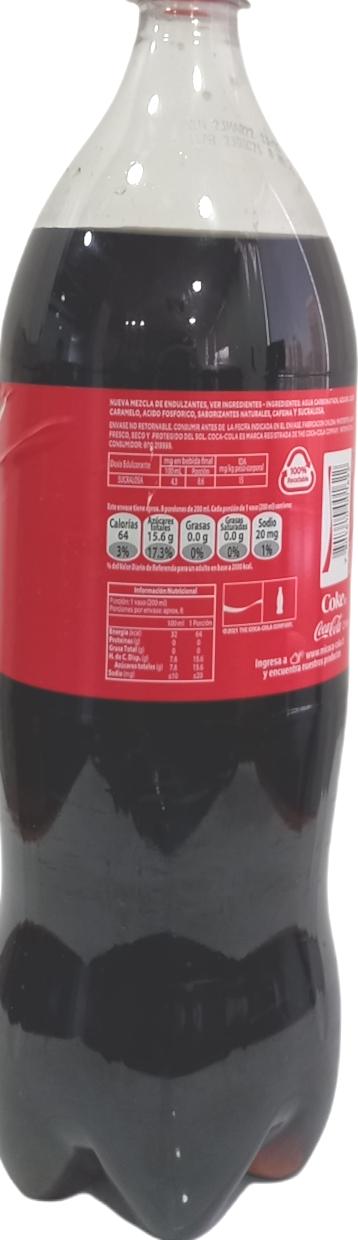 NUEVA MEZCLA DE ENDULZANTES, VER INGREDIENTES - INGREDIENTES: AGUA CARBONATADA, AZUCAR,
CARAMELO, ACIDO FOSFORICO, SABORIZANTES NATURALES, CAFEINA Y SUCRALOSA.
ENVASE NO RETORNABLE. CONSUMIR ANTES DE LA FECHA INDICADA EN EL ENVASE. FABRICACION CHILENA.
FRESCO, SECO Y PROTEGIDO DEL SOL. COCA-COLA ES MARCA REGISTRADA DE THE COCA-COLA COMPANY.
CONSUMIDOR: 600 219999.
Dosis Edulcorante mg en bebida final IDA
100 mL Porción mg/kg peso corporal
SUCRALOSA 4,3 8,6 15
100%
Reciclable
Este envase tiene aprox. 8 porciones de 200 ml. Cada porción de 1 vaso (200 ml) contiene:
Calorías Azúcares totales Grasas Grasas Saturadas Sodio
64 15.6 g 0.0 g 0.0 g 20 mg
3% 17.3% 0% 0% 1%
% del Valor Diario de Referencia para un adulto en base a 2000 kcal.
Información Nutricional
Porción: 1 vaso (200 ml)
Porciones por envase: aprox. 8
100 ml 1 Porción
Energía (kcal) 32 64
Proteínas (g) 0 0
Grasa Total (g) 0 0
H. de C. Disp. (g) 7.8 15.6
Azúcares totales (g) 7.8 15.6
Sodio (mg) ≤10 ≤20
©2021 THE COCA-COLA COMPANY.
Coke
Coca-Cola
Ingresa a www.micoca-cola.
y encuentra nuestros productos